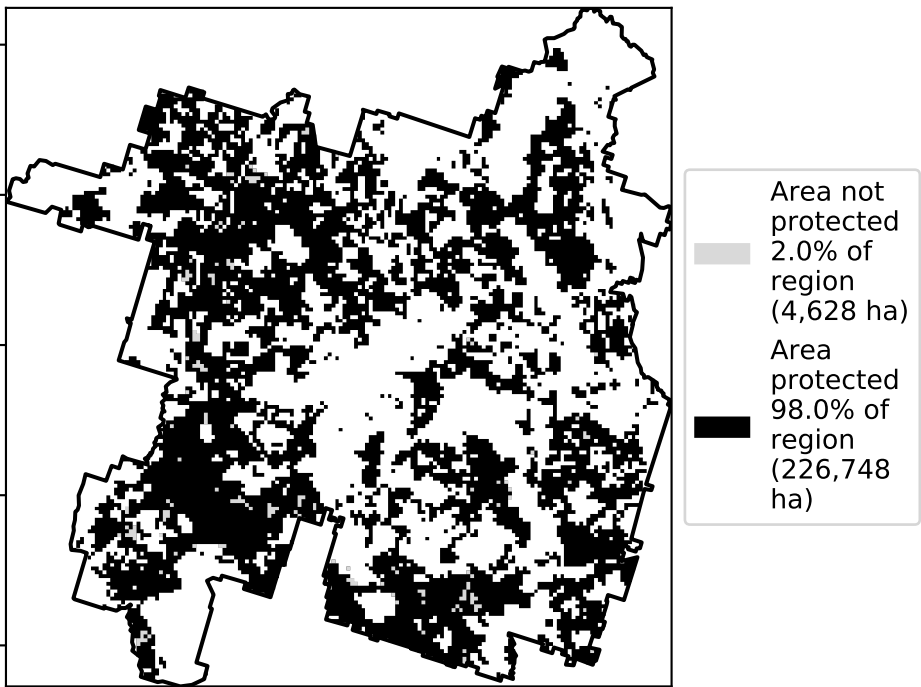 Area not
protected
2.0% of
region
(4,628 ha)
Area
protected
98.0% of
region
(226,748
ha)